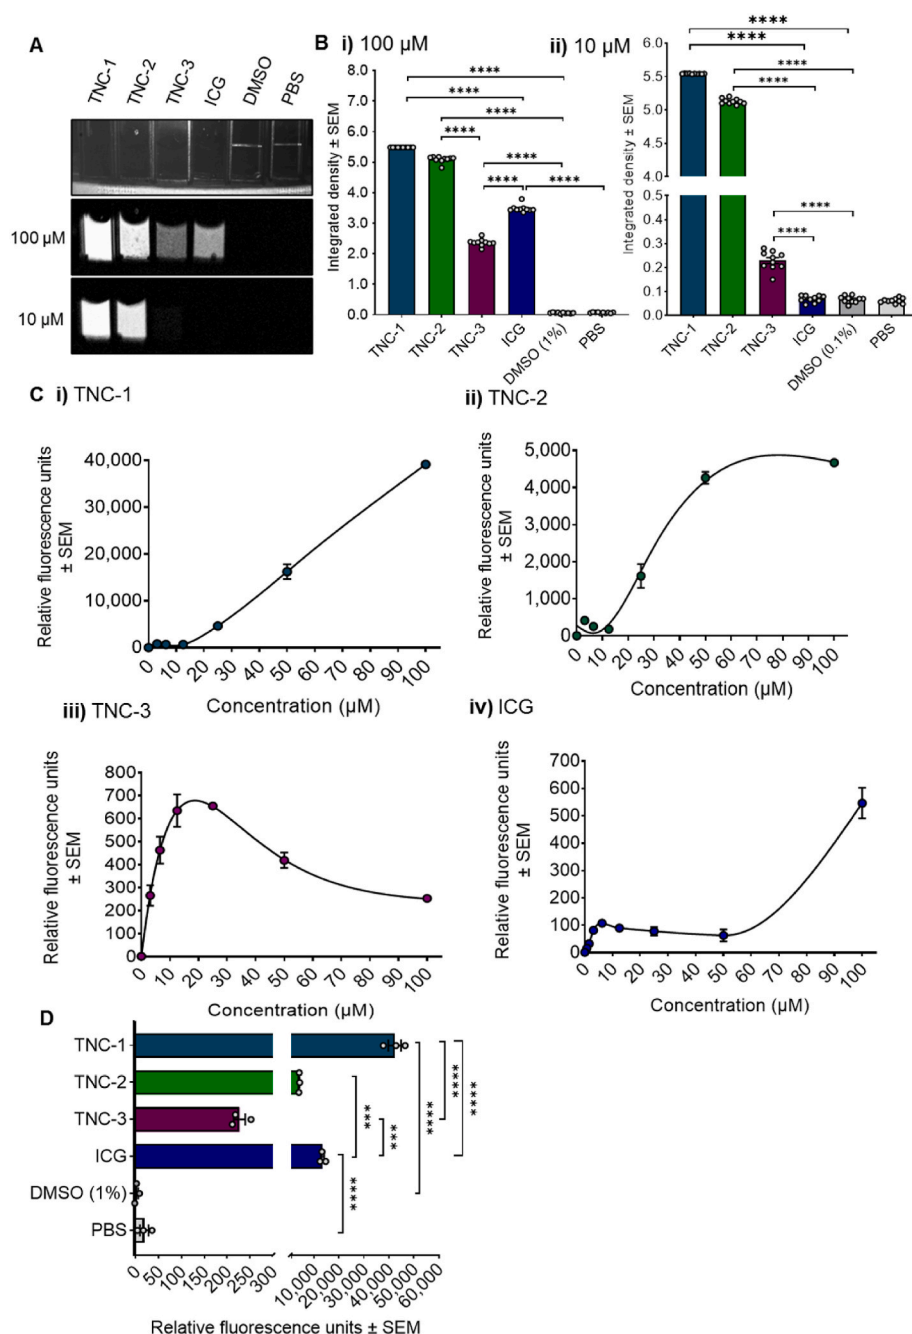 A
TNC-1
TNC-2
TNC-3
ICG
DMSO
PBS
100 µM
10 µM
B i) 100 µM
Integrated density ± SEM
6.0
5.0
4.0
3.0
2.0
1.0
0.0
****
****
****
****
****
****
****
TNC-1
TNC-2
TNC-3
ICG
DMSO (1%)
PBS
ii) 10 µM
Integrated density ± SEM
6.0
5.5
5.0
4.5
4.0
0.5
0.4
0.3
0.2
0.1
0.0
****
****
****
****
****
****
TNC-1
TNC-2
TNC-3
ICG
DMSO (0.1%)
PBS
C i) TNC-1
Relative fluorescence units
± SEM
40,000
30,000
20,000
10,000
0
0 10 20 30 40 50 60 70 80 90 100
Concentration (µM)
ii) TNC-2
Relative fluorescence units
± SEM
5,000
4,000
3,000
2,000
1,000
0
0 10 20 30 40 50 60 70 80 90 100
Concentration (µM)
iii) TNC-3
Relative fluorescence units
± SEM
800
700
600
500
400
300
200
100
0
0 10 20 30 40 50 60 70 80 90 100
Concentration (µM)
iv) ICG
Relative fluorescence units
± SEM
700
600
500
400
300
200
100
0
0 10 20 30 40 50 60 70 80 90 100
Concentration (µM)
D
TNC-1
TNC-2
TNC-3
ICG
DMSO (1%)
PBS
****
***
***
****
****
****
0 50 100 150 200 250 300 10,000 20,000 30,000 40,000 50,000 60,000
Relative fluorescence units ± SEM